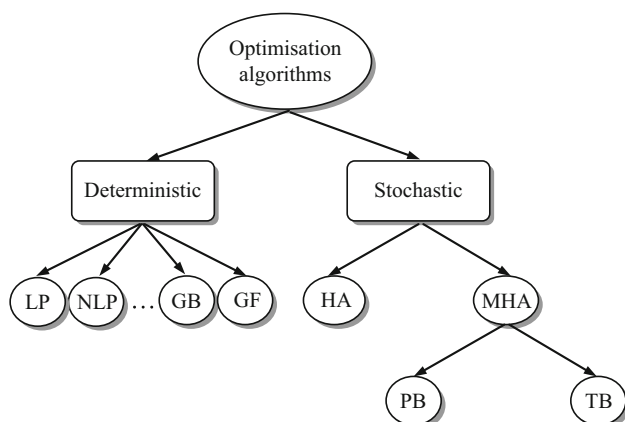 Optimisation
algorithms
Deterministic
Stochastic
LP
NLP
...
GB
GF
HA
MHA
PB
TB